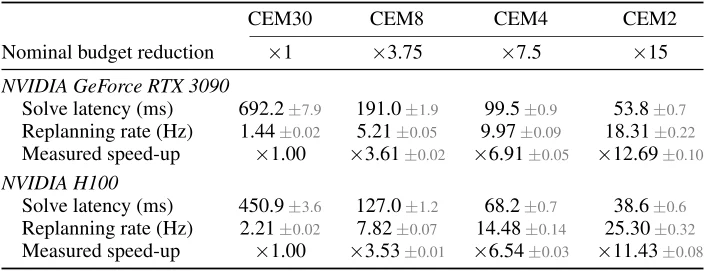 CEM30 CEM8 CEM4 CEM2
Nominal budget reduction ×1 ×3.75 ×7.5 ×15
NVIDIA GeForce RTX 3090
Solve latency (ms) 692.2 ±7.9 191.0 ±1.9 99.5 ±0.9 53.8 ±0.7
Replanning rate (Hz) 1.44 ±0.02 5.21 ±0.05 9.97 ±0.09 18.31 ±0.22
Measured speed-up ×1.00 ×3.61 ±0.02 ×6.91 ±0.05 ×12.69 ±0.10
NVIDIA H100
Solve latency (ms) 450.9 ±3.6 127.0 ±1.2 68.2 ±0.7 38.6 ±0.6
Replanning rate (Hz) 2.21 ±0.02 7.82 ±0.07 14.48 ±0.14 25.30 ±0.32
Measured speed-up ×1.00 ×3.53 ±0.01 ×6.54 ±0.03 ×11.43 ±0.08